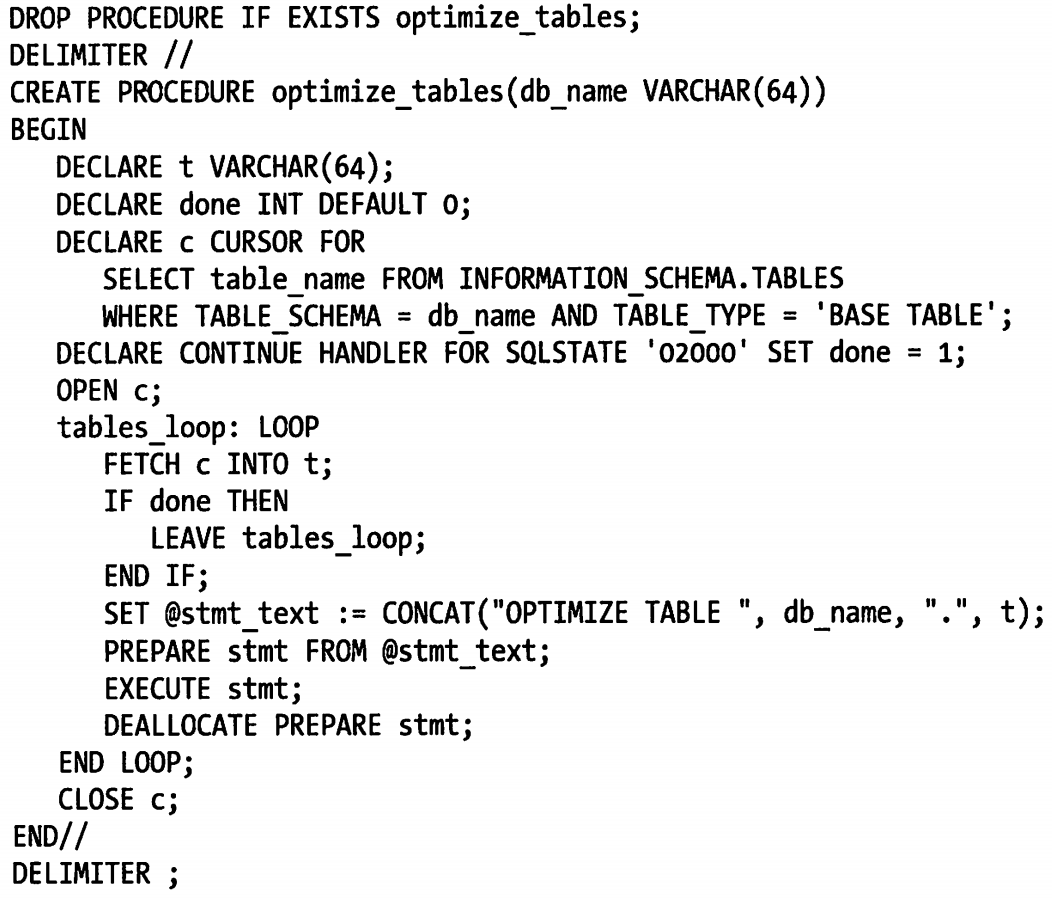 DROP PROCEDURE IF EXISTS optimize_tables;
DELIMITER //
CREATE PROCEDURE optimize_tables(db_name VARCHAR(64))
BEGIN
   DECLARE t VARCHAR(64);
   DECLARE done INT DEFAULT 0;
   DECLARE c CURSOR FOR
      SELECT table_name FROM INFORMATION_SCHEMA.TABLES
      WHERE TABLE_SCHEMA = db_name AND TABLE_TYPE = 'BASE TABLE';
   DECLARE CONTINUE HANDLER FOR SQLSTATE '02000' SET done = 1;
   OPEN c;
   tables_loop: LOOP
      FETCH c INTO t;
      IF done THEN
         LEAVE tables_loop;
      END IF;
      SET @stmt_text := CONCAT("OPTIMIZE TABLE ", db_name, ".", t);
      PREPARE stmt FROM @stmt_text;
      EXECUTE stmt;
      DEALLOCATE PREPARE stmt;
   END LOOP;
   CLOSE c;
END//
DELIMITER ;